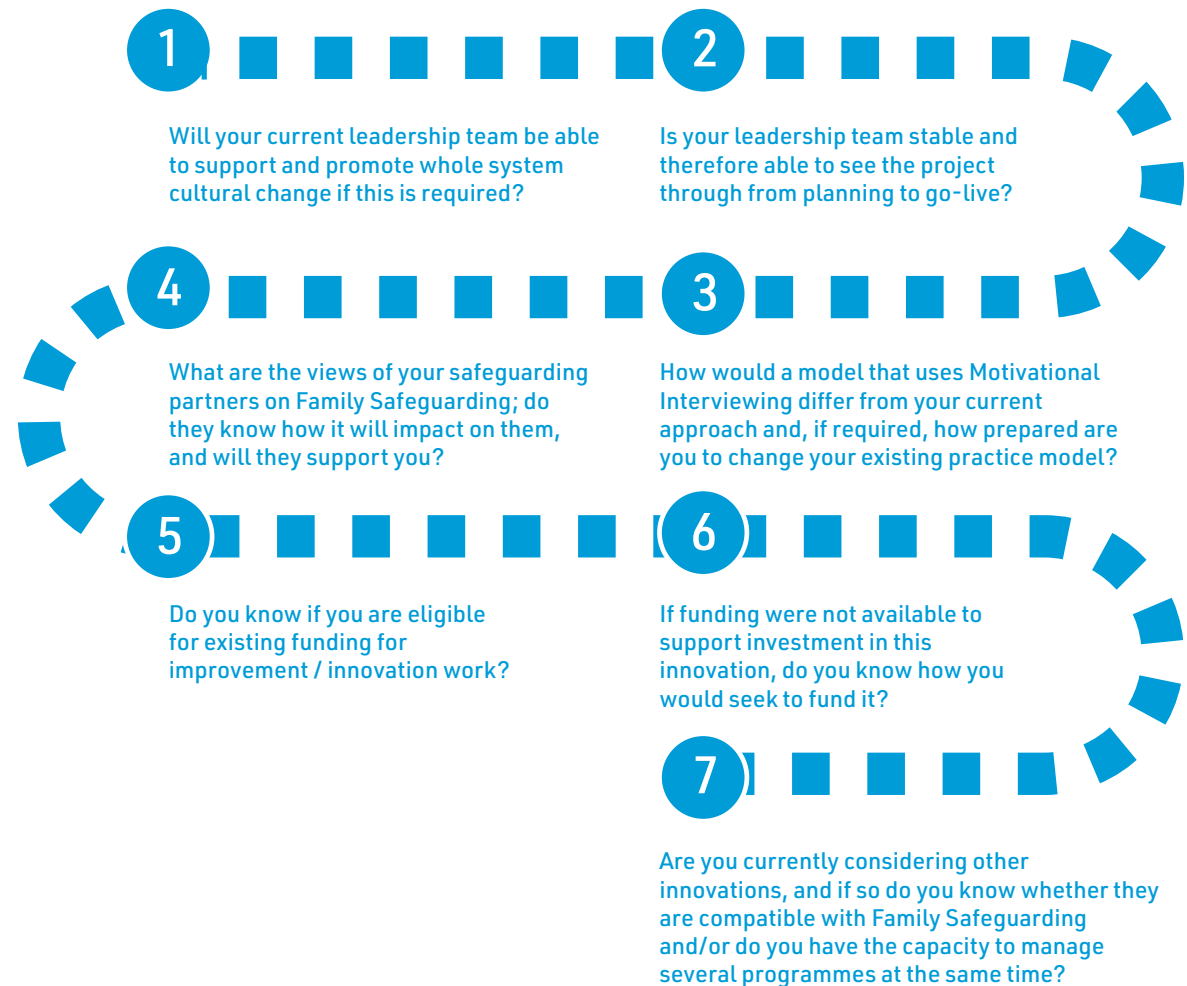 1
Will your current leadership team be able
to support and promote whole system
cultural change if this is required?
2
Is your leadership team stable and
therefore able to see the project
through from planning to go-live?
3
How would a model that uses Motivational
Interviewing differ from your current
approach and, if required, how prepared are
you to change your existing practice model?
4
What are the views of your safeguarding
partners on Family Safeguarding; do
they know how it will impact on them,
and will they support you?
5
Do you know if you are eligible
for existing funding for
improvement / innovation work?
6
If funding were not available to
support investment in this
innovation, do you know how you
would seek to fund it?
7
Are you currently considering other
innovations, and if so do you know whether they
are compatible with Family Safeguarding
and/or do you have the capacity to manage
several programmes at the same time?